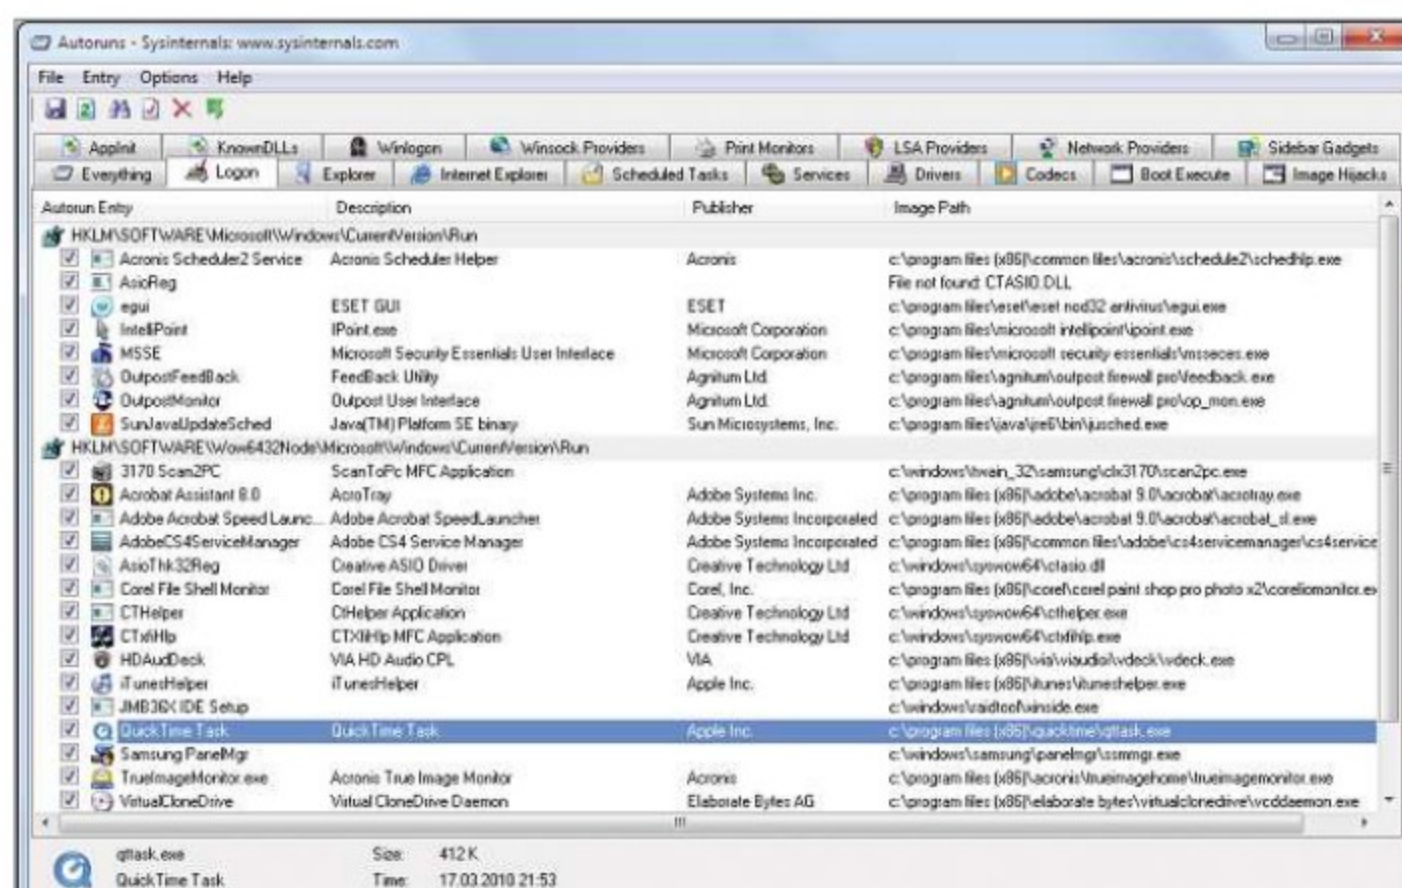 Autoruns - Sysinternals: www.sysinternals.com
File Entry Options Help
AppInit KnownDLLs Winlogon Winsock Providers Print Monitors LSA Providers Network Providers Sidebar Gadgets
Everything Logon Explorer Internet Explorer Scheduled Tasks Services Drivers Codecs Boot Execute Image Hijacks
Autorun Entry Description Publisher Image Path
HKLM\SOFTWARE\Microsoft\Windows\CurrentVersion\Run
Acronis Scheduler2 Service Acronis Scheduler Helper Acronis c:\program files (x86)\common files\acronis\schedule2\schedhlp.exe
AsioReg File not found: CTASIO.DLL
egui ESET GUI ESET c:\program files\eset\eset nod32 antivirus\egui.exe
IntelliPoint IPoint.exe Microsoft Corporation c:\program files\microsoft intellipoint\ipoint.exe
MSSE Microsoft Security Essentials User Interface Microsoft Corporation c:\program files\microsoft security essentials\msseces.exe
OutpostFeedBack FeedBack Utility Agnitum Ltd. c:\program files\agnitum\outpost firewall pro\feedback.exe
OutpostMonitor Outpost User Interface Agnitum Ltd. c:\program files\agnitum\outpost firewall pro\op_mon.exe
SunJavaUpdateSched Java(TM) Platform SE binary Sun Microsystems, Inc. c:\program files\java\jre6\bin\jusched.exe
HKLM\SOFTWARE\Wow6432Node\Microsoft\Windows\CurrentVersion\Run
3170 Scan2PC ScanToPc MFC Application c:\windows\twain_32\samsung\clx3170\scan2pc.exe
Acrobat Assistant 8.0 AcroTray Adobe Systems Inc. c:\program files (x86)\adobe\acrobat 9.0\acrobat\acrotray.exe
Adobe Acrobat Speed Launc... Adobe Acrobat SpeedLauncher Adobe Systems Incorporated c:\program files (x86)\adobe\acrobat 9.0\acrobat\acrobat_sl.exe
AdobeCS4ServiceManager Adobe CS4 Service Manager Adobe Systems Incorporated c:\program files (x86)\common files\adobe\cs4servicemanager\cs4service
AsioThk32Reg Creative ASIO Driver Creative Technology Ltd c:\windows\syswow64\ctasio.dll
Corel File Shell Monitor Corel File Shell Monitor Corel, Inc. c:\program files (x86)\corel\corel paint shop pro photo x2\coreliomonitor.ex
CTHelper CtHelper Application Creative Technology Ltd c:\windows\syswow64\cthelper.exe
CTxfiHlp CTXfiHlp MFC Application Creative Technology Ltd c:\windows\syswow64\ctxfihlp.exe
HDAudDeck VIA HD Audio CPL VIA c:\program files (x86)\via\viaudioi\vdeck\vdeck.exe
iTunesHelper iTunesHelper Apple Inc. c:\program files (x86)\itunes\ituneshelper.exe
JMB36X IDE Setup c:\windows\raidtool\xinside.exe
QuickTime Task QuickTime Task Apple Inc. c:\program files (x86)\quicktime\qttask.exe
Samsung PanelMgr c:\windows\samsung\panelmgr\ssmmgr.exe
TrueImageMonitor.exe Acronis True Image Monitor Acronis c:\program files (x86)\acronis\trueimagehome\trueimagemonitor.exe
VirtualCloneDrive Virtual CloneDrive Daemon Elaborate Bytes AG c:\program files (x86)\elaborate bytes\virtualclonedrive\vcddaemon.exe
qttask.exe Size: 412 K
QuickTime Task Time: 17.03.2010 21:53